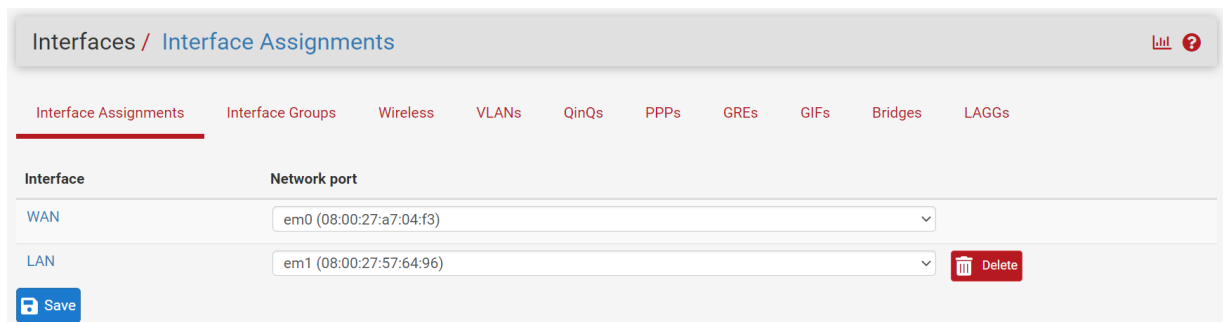 Interfaces / Interface Assignments
Interface Assignments Interface Groups Wireless VLANs QinQs PPPs GREs GIFs Bridges LAGGs
Interface Network port
WAN em0 (08:00:27:a7:04:f3)
LAN em1 (08:00:27:57:64:96) Delete
Save